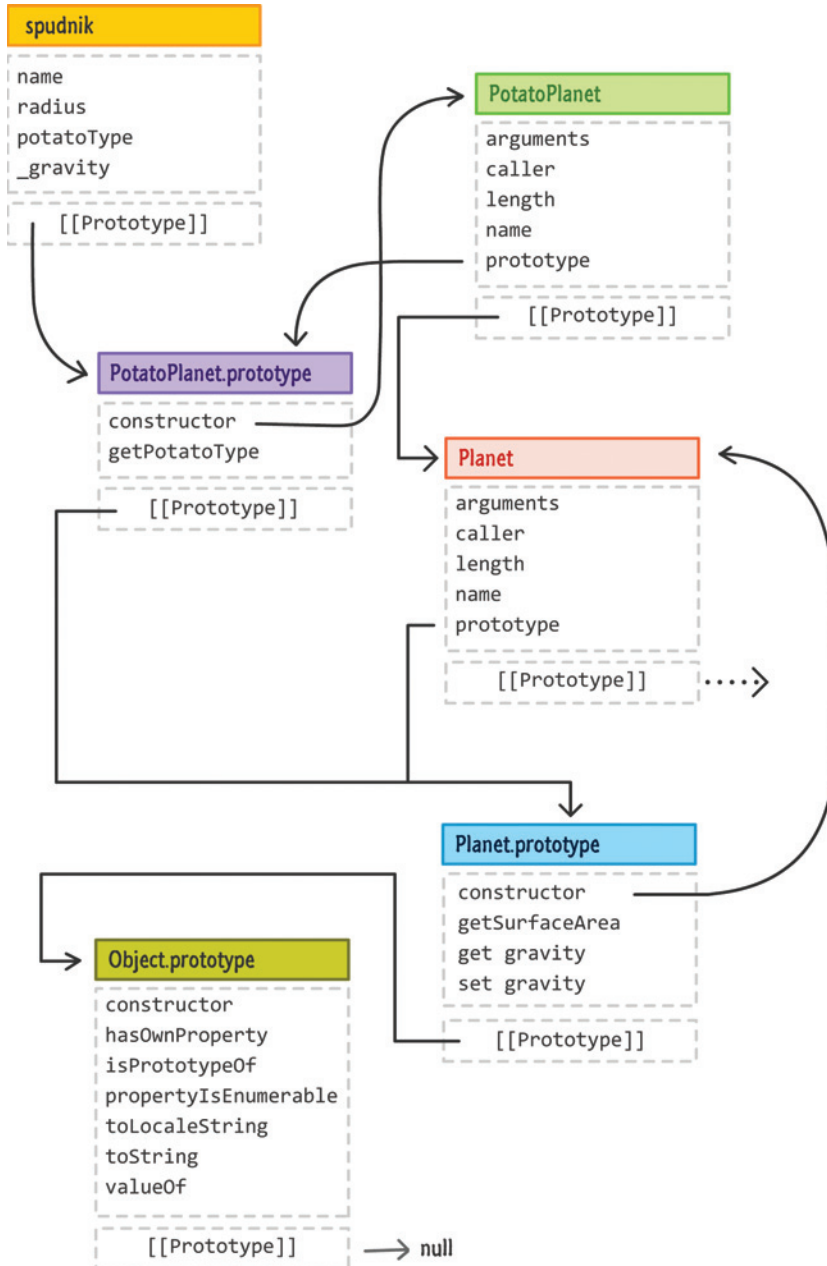 spudnik
name
radius
potatoType
_gravity
[[Prototype]]
PotatoPlanet
arguments
caller
length
name
prototype
[[Prototype]]
PotatoPlanet.prototype
constructor
getPotatoType
[[Prototype]]
Planet
arguments
caller
length
name
prototype
[[Prototype]]
Planet.prototype
constructor
getSurfaceArea
get gravity
set gravity
[[Prototype]]
Object.prototype
constructor
hasOwnProperty
isPrototypeOf
propertyIsEnumerable
toLocaleString
toString
valueOf
[[Prototype]]
null